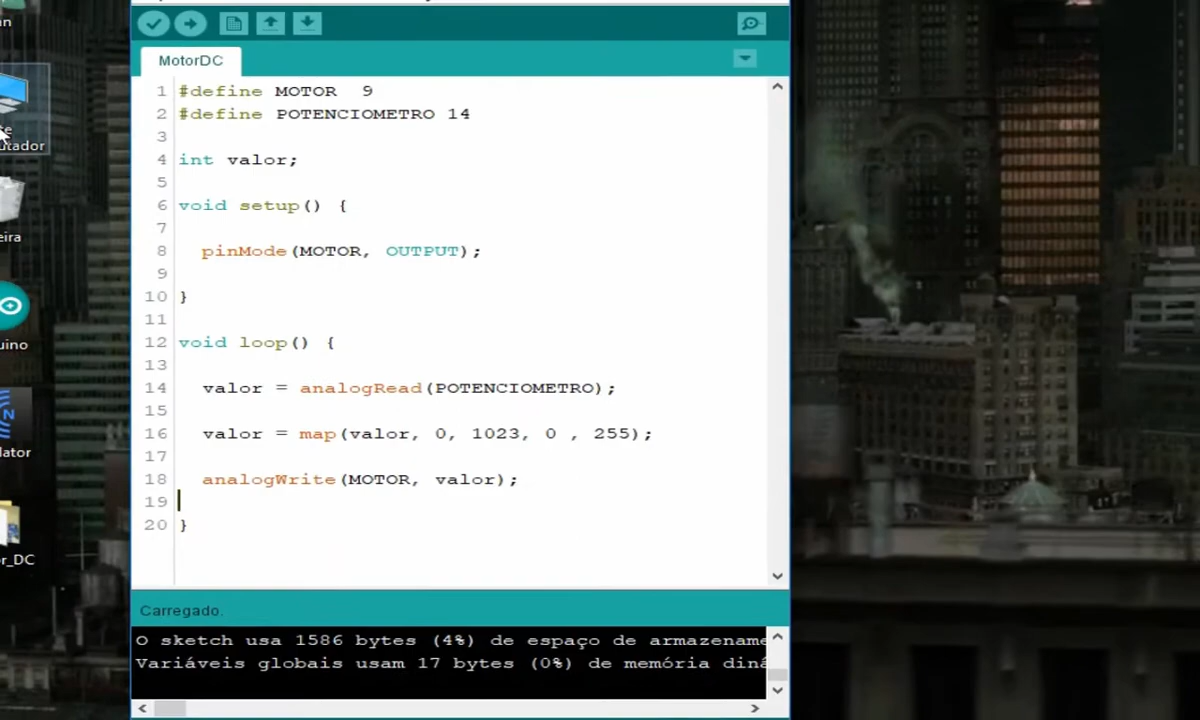 MotorDC
1 #define MOTOR  9
2 #define POTENCIOMETRO 14
3
4 int valor;
5
6 void setup() {
7
8 pinMode(MOTOR, OUTPUT);
9
10 }
11
12 void loop() {
13
14 valor = analogRead(POTENCIOMETRO);
15
16 valor = map(valor, 0, 1023, 0 , 255);
17
18 analogWrite(MOTOR, valor);
19
20 }
Carregado.
O sketch usa 1586 bytes (4%) de espaço de armazename
Variáveis globais usam 17 bytes (0%) de memória diná
utador
eira
uino
lator
or_DC